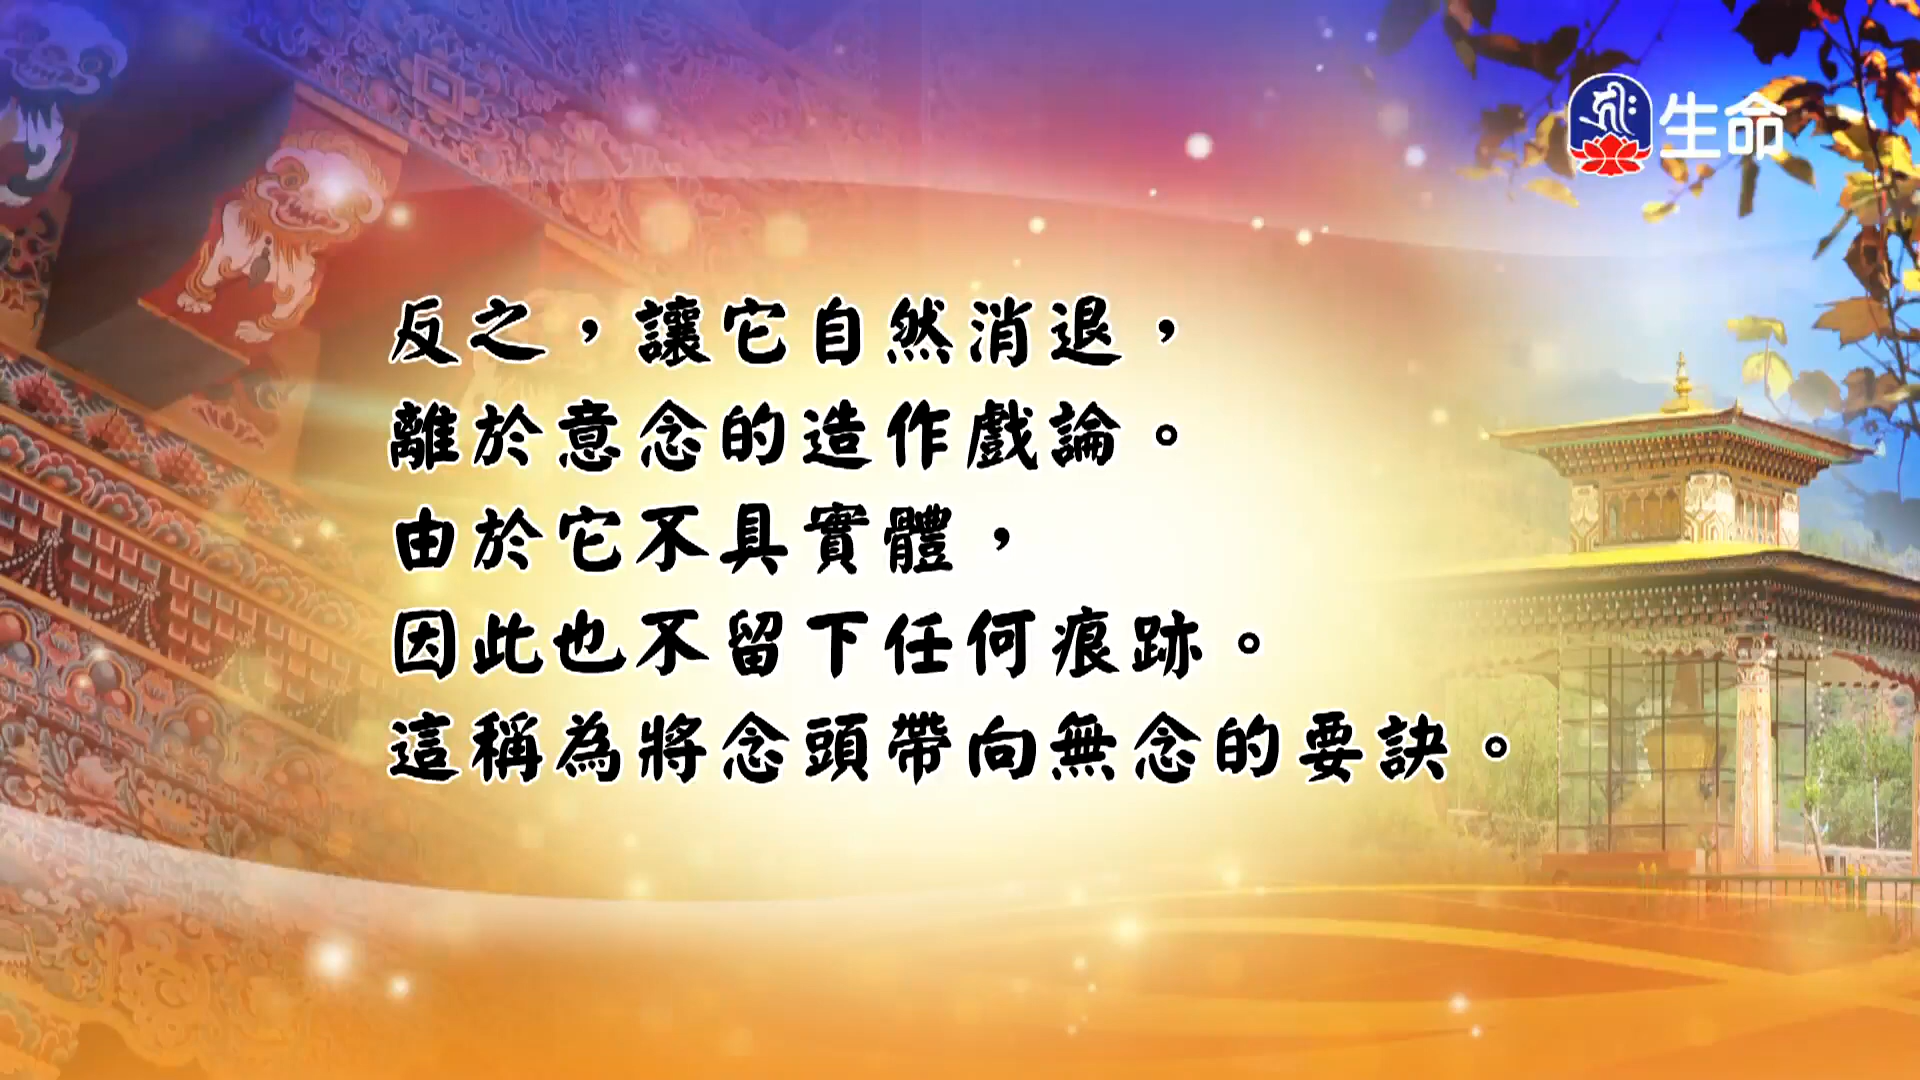 生命
反之，讓它自然消退，
離於意念的造作戲論。
由於它不具實體，
因此也不留下任何痕跡。
這稱為將念頭帶向無念的要訣。